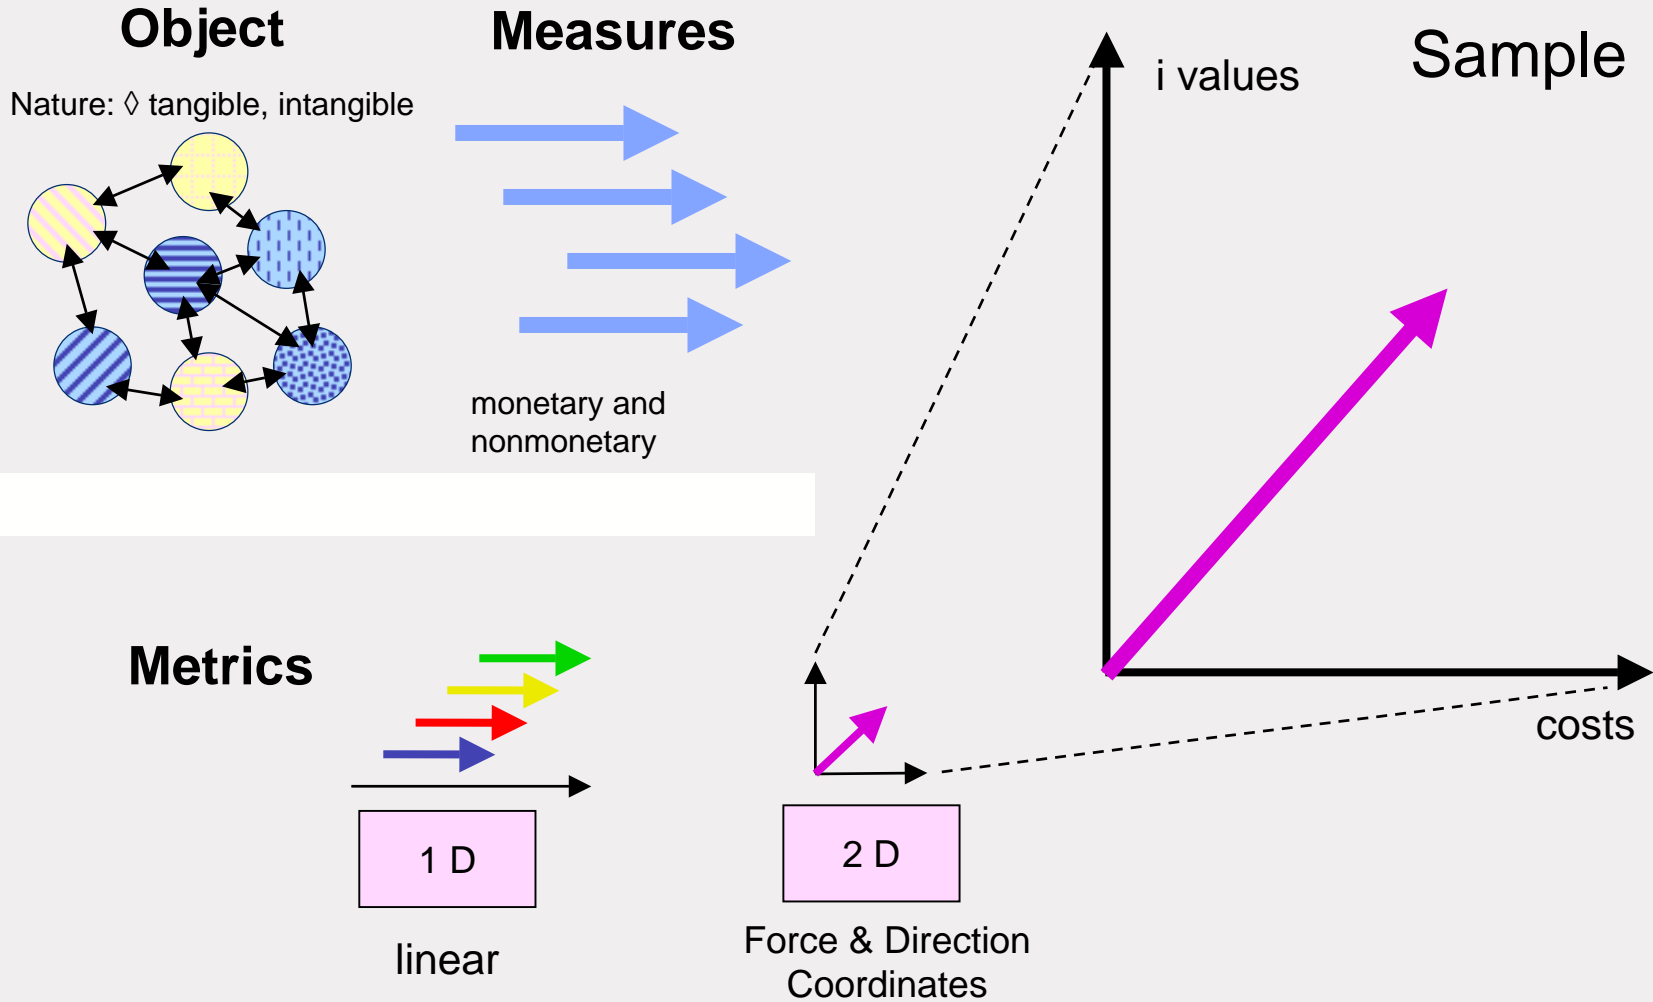 Object
Measures
Sample
Nature: ◊ tangible, intangible
i values
monetary and
nonmonetary
Metrics
costs
1 D
2 D
linear
Force & Direction
Coordinates